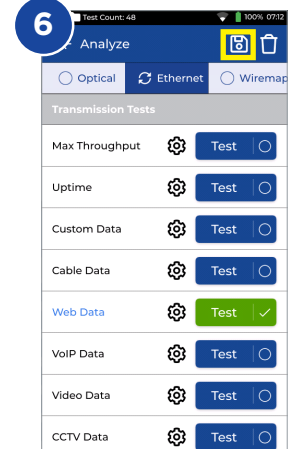 6
Test Count: 48 100% 07:12
Analyze
Optical Ethernet Wiremap
Transmission Tests
Max Throughput Test
Uptime Test
Custom Data Test
Cable Data Test
Web Data Test
VoIP Data Test
Video Data Test
CCTV Data Test